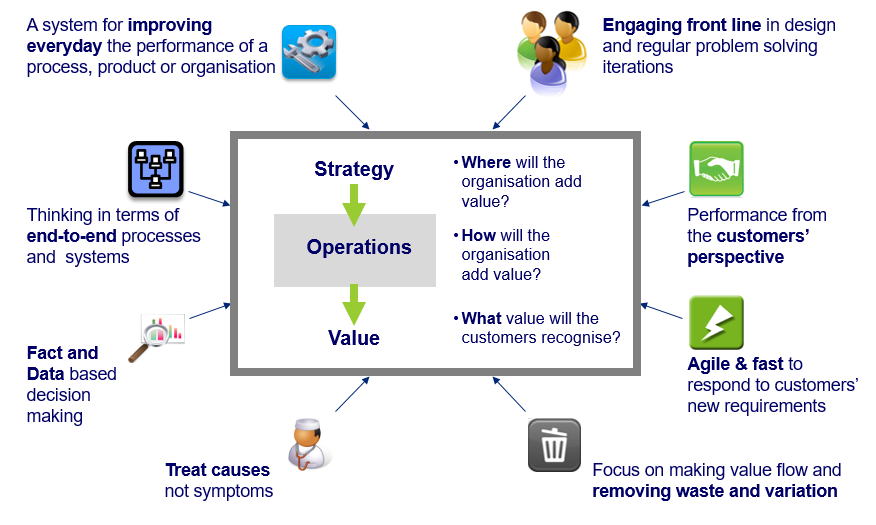 A system for improving
everyday the performance of a
process, product or organisation
Engaging front line in design
and regular problem solving
iterations
Thinking in terms of
end-to-end processes
and systems
Strategy
Operations
Value
• Where will the
organisation add
value?
• How will the
organisation
add value?
• What value will the
customers recognise?
Performance from
the customers’
perspective
Fact and
Data based
decision
making
Agile & fast to
respond to customers’
new requirements
Treat causes
not symptoms
Focus on making value flow and
removing waste and variation